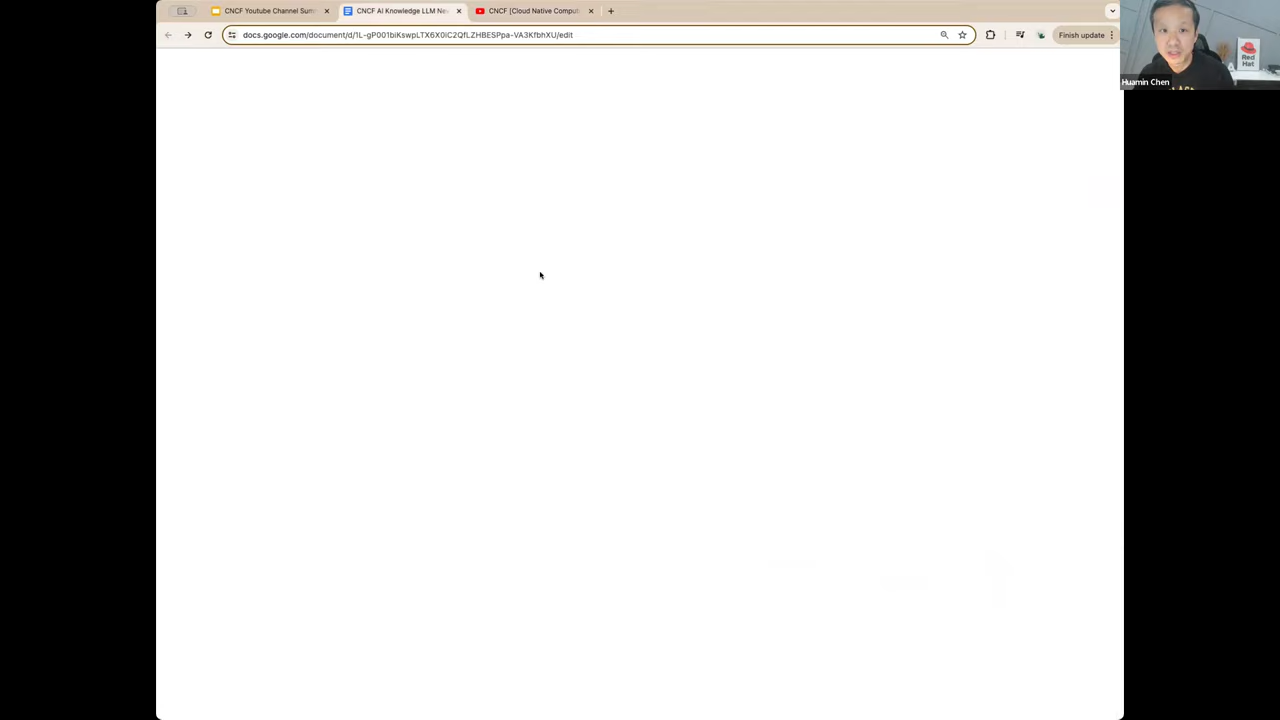 CNCF Youtube Channel Sum
CNCF AI Knowledge LLM Ne
CNCF [Cloud Native Comput
docs.google.com/document/d/1L-gP001biKswpLTX6X0iC2QfLZHBESPpa-VA3KfbhXU/edit
Finish update
Red
Hat
Huamin Chen